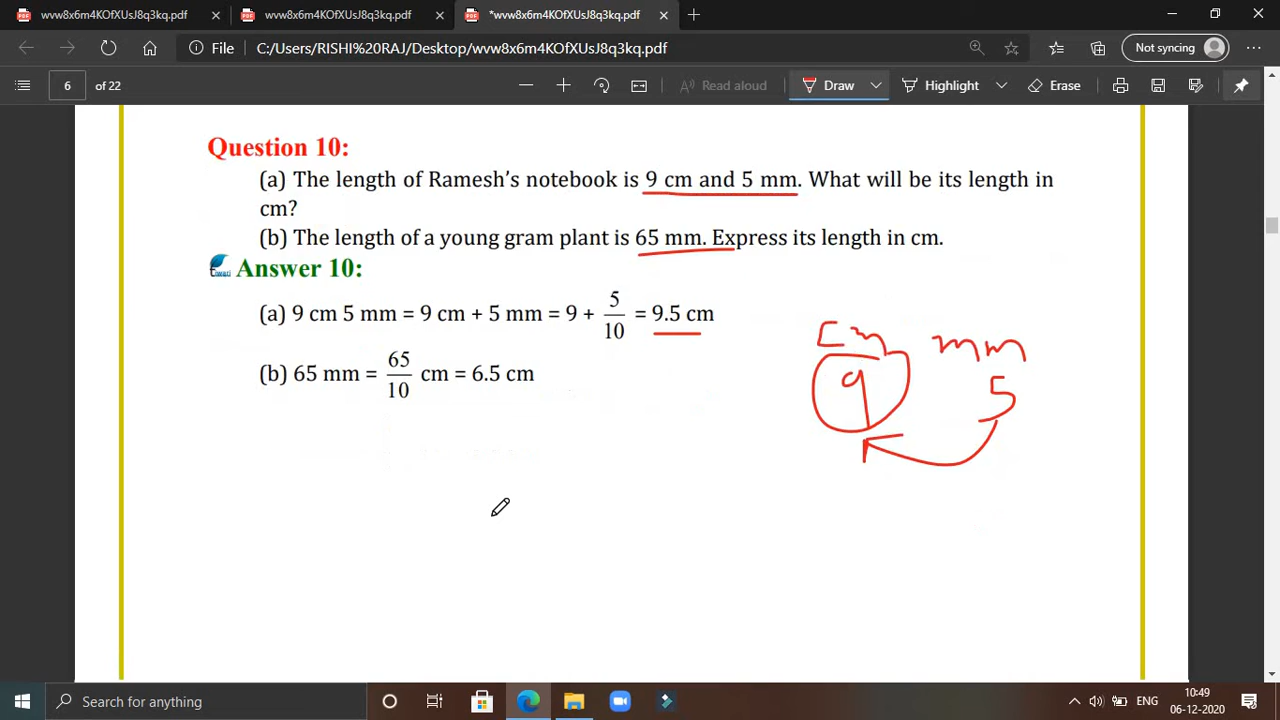 wvw8x6m4KOfXUsJ8q3kq.pdf
wvw8x6m4KOfXUsJ8q3kq.pdf
*wvw8x6m4KOfXUsJ8q3kq.pdf
File C:/Users/RISHI%20RAJ/Desktop/wvw8x6m4KOfXUsJ8q3kq.pdf Not syncing
6 of 22 Read aloud Draw Highlight Erase
Question 10:
(a) The length of Ramesh’s notebook is 9 cm and 5 mm. What will be its length in
cm?
(b) The length of a young gram plant is 65 mm. Express its length in cm.
Answer 10:
(a) 9 cm 5 mm = 9 cm + 5 mm = 9 + 5/10 = 9.5 cm
(b) 65 mm = 65/10 cm = 6.5 cm
cm mm
9 5
Search for anything
ENG
10:49
06-12-2020